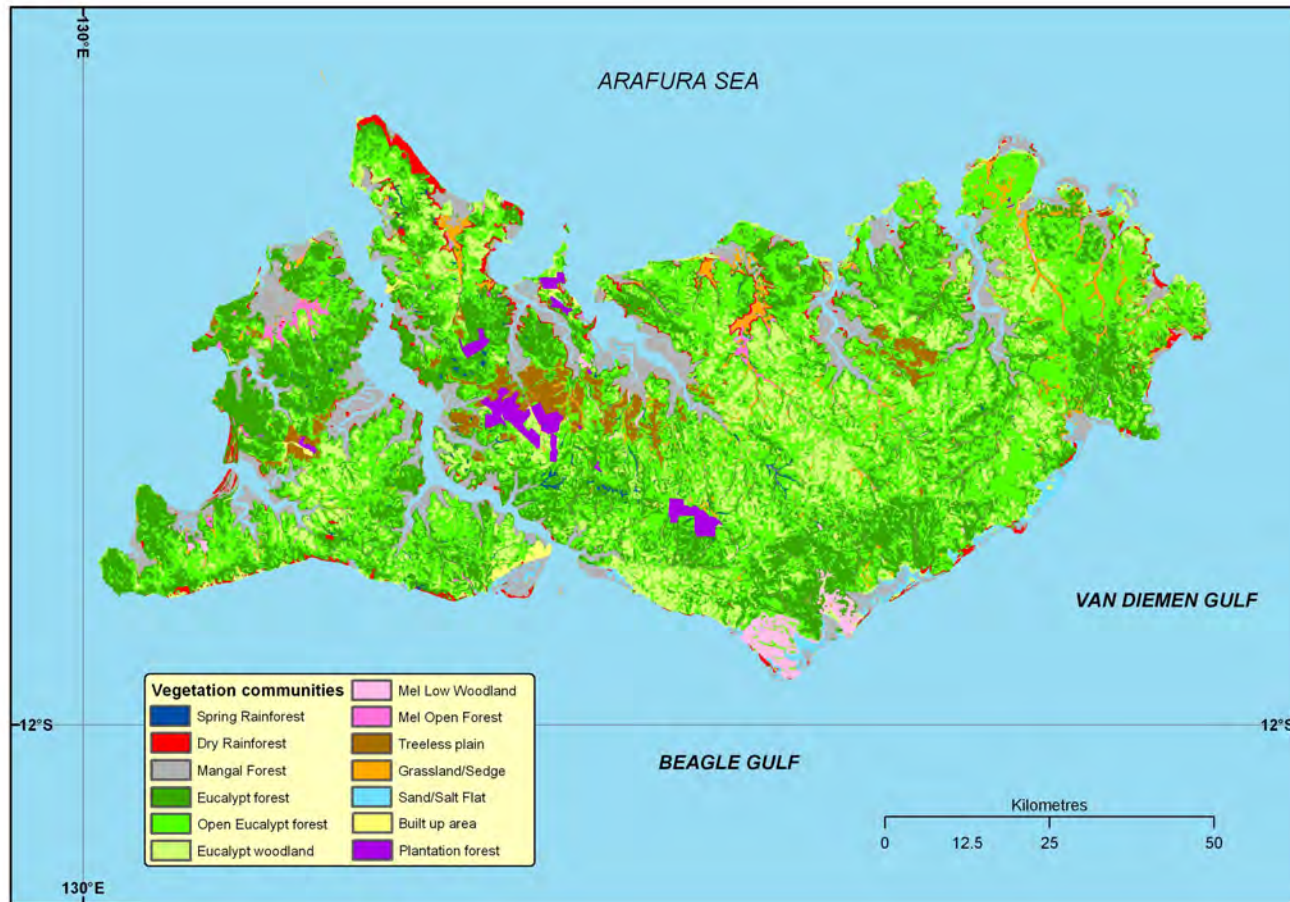 130°E
ARAFURA SEA
VAN DIEMEN GULF
Vegetation communities
Spring Rainforest
Dry Rainforest
Mangal Forest
Eucalypt forest
Open Eucalypt forest
Eucalypt woodland
Mel Low Woodland
Mel Open Forest
Treeless plain
Grassland/Sedge
Sand/Salt Flat
Built up area
Plantation forest
12°S
12°S
BEAGLE GULF
Kilometres
0 12.5 25 50
130°E